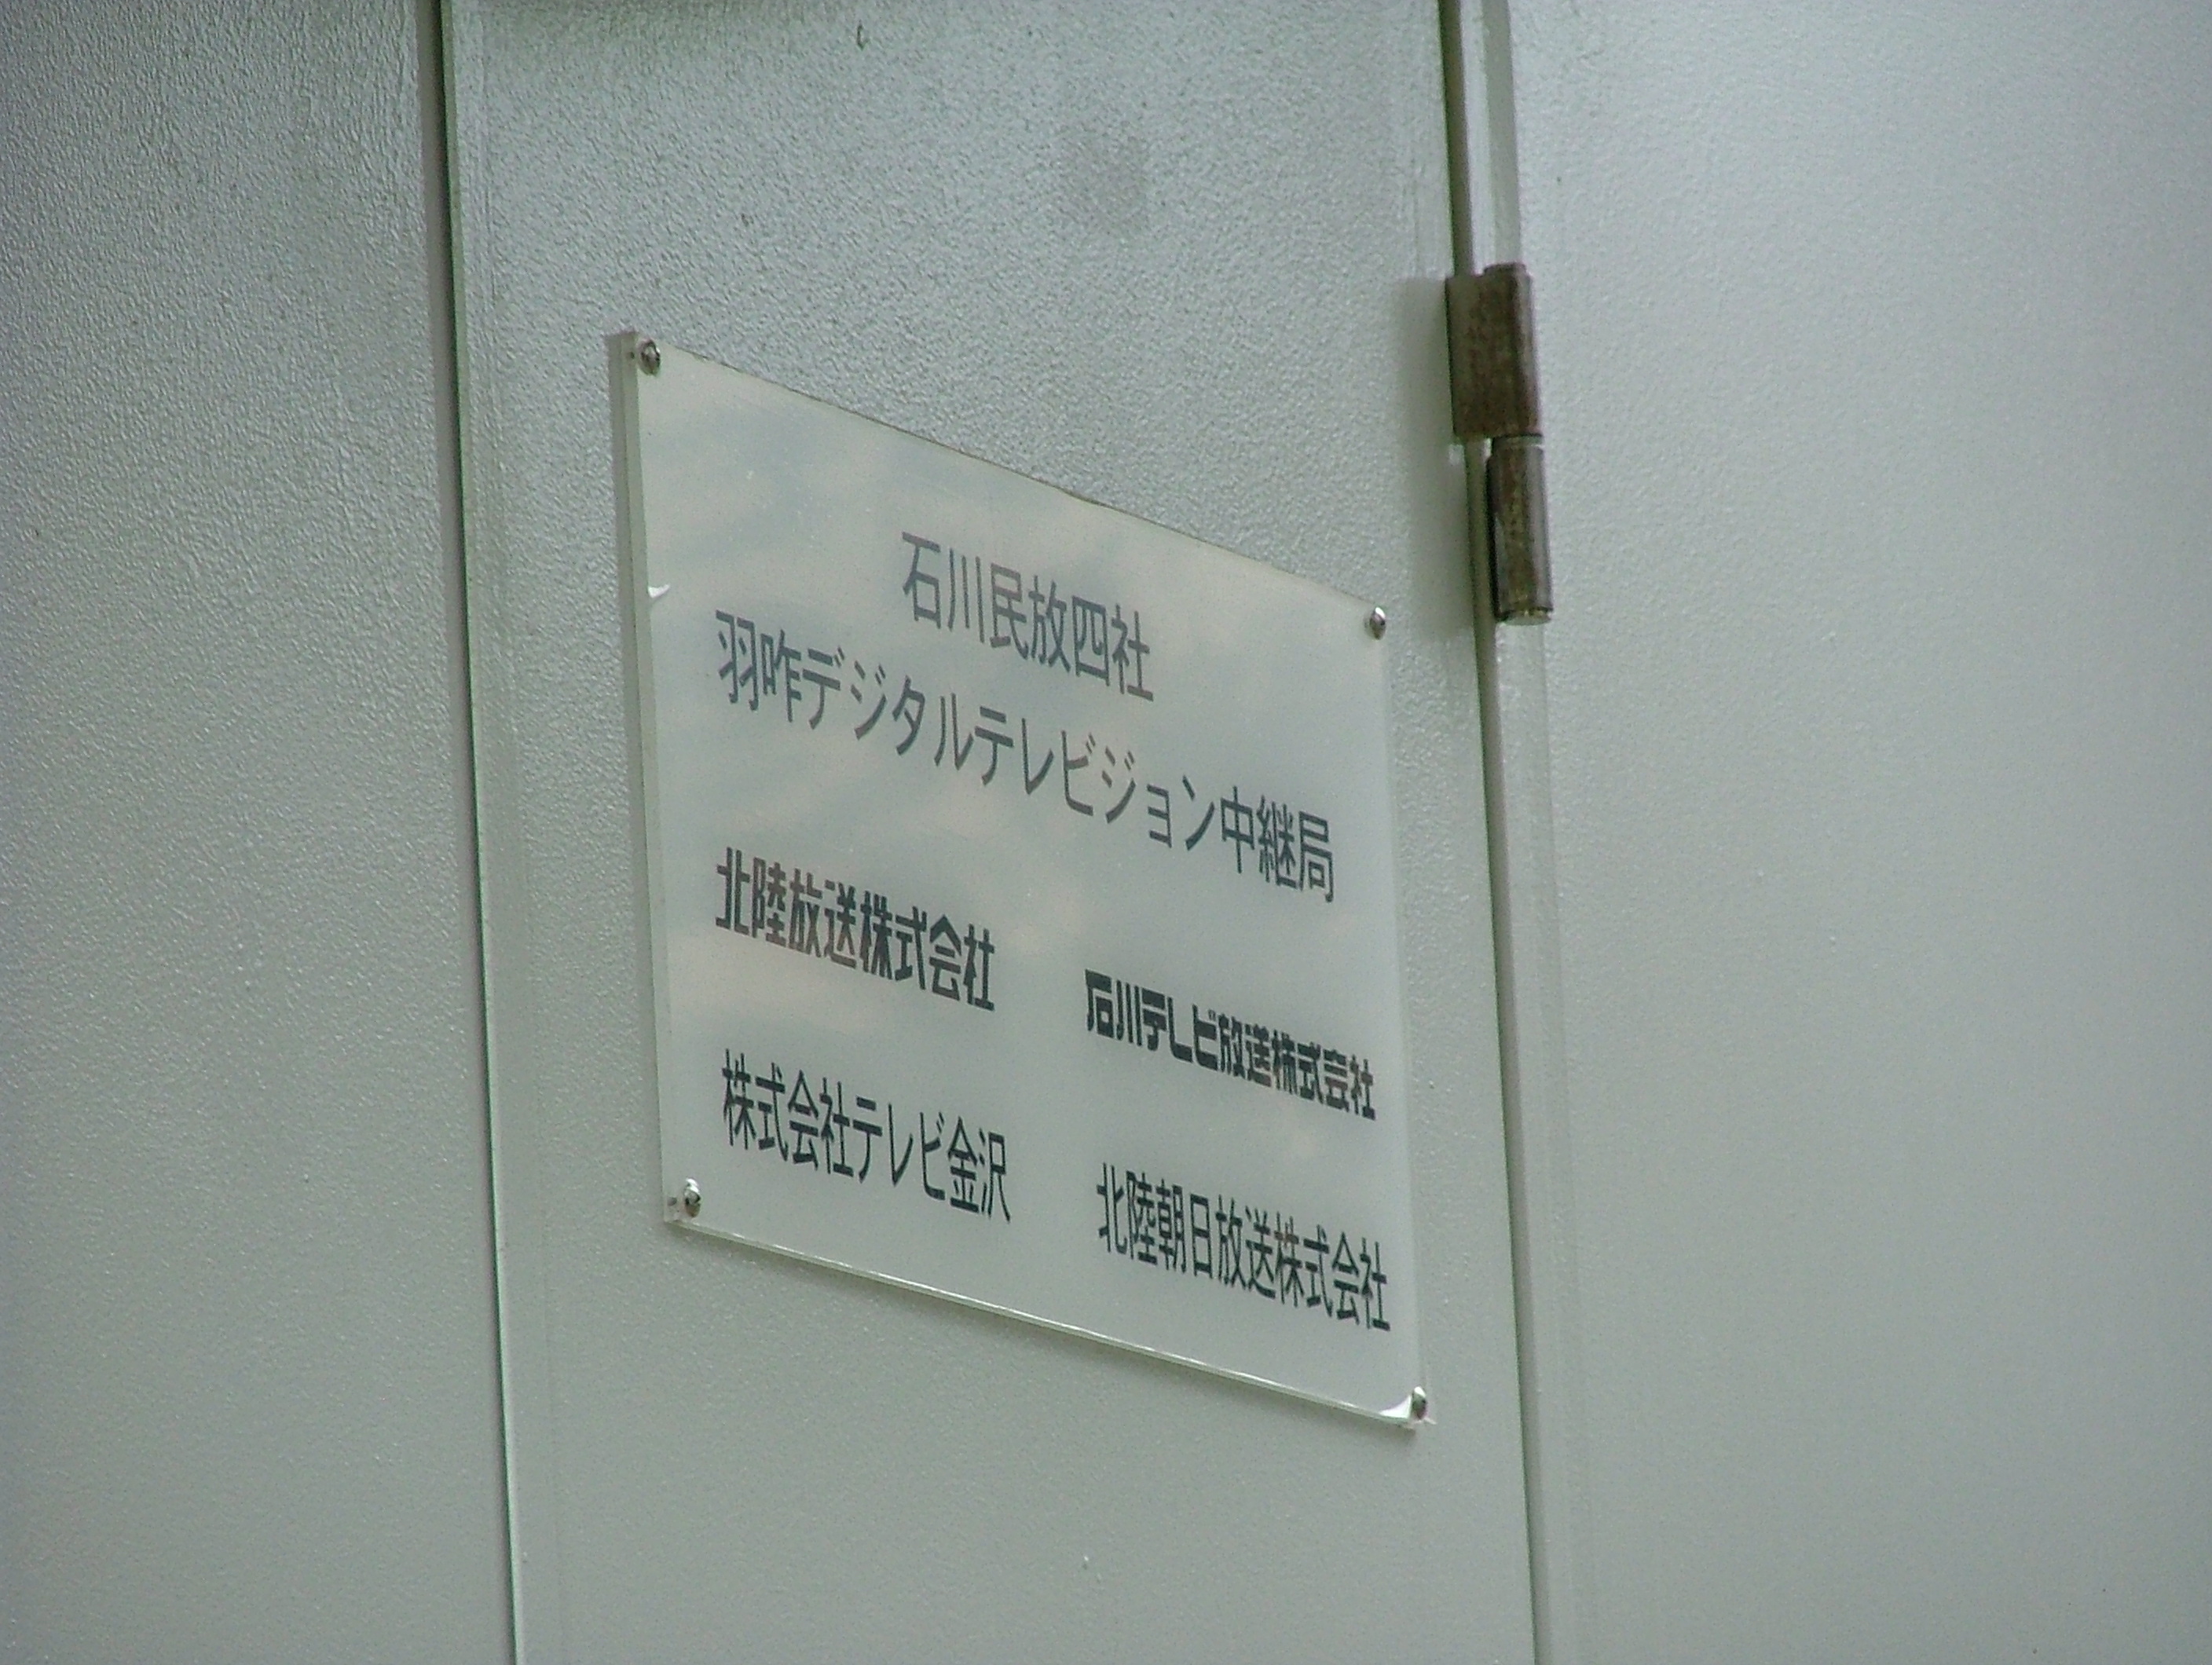 石川民放四社
羽咋デジタルテレビジョン中継局
北陸放送株式会社
石川テレビ放送株式会社
株式会社テレビ金沢
北陸朝日放送株式会社